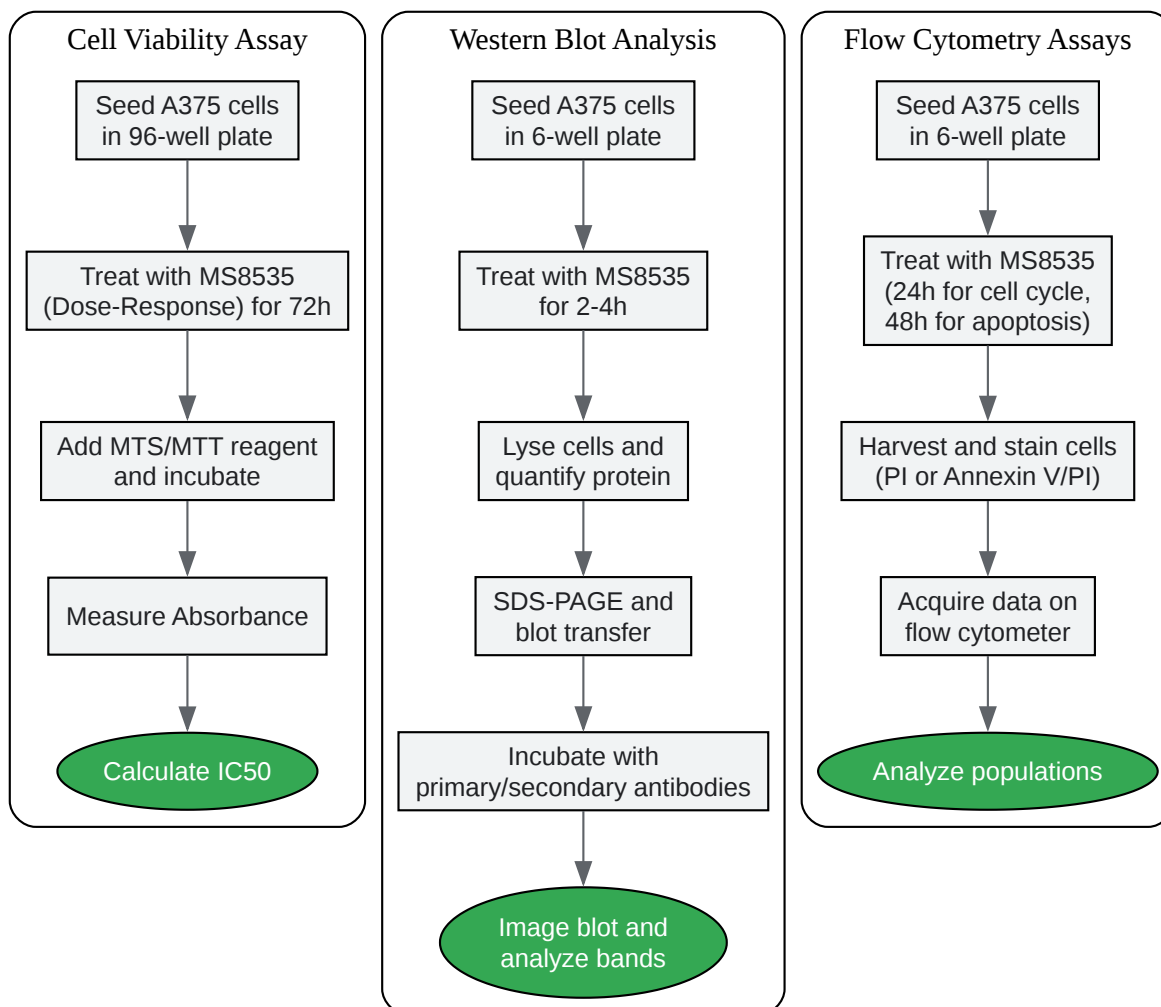 Cell Viability Assay
Seed A375 cells
in 96-well plate
Treat with MS8535
(Dose-Response) for 72h
Add MTS/MTT reagent
and incubate
Measure Absorbance
Calculate IC50
Western Blot Analysis
Seed A375 cells
in 6-well plate
Treat with MS8535
for 2-4h
Lyse cells and
quantify protein
SDS-PAGE and
blot transfer
Incubate with
primary/secondary antibodies
Image blot and
analyze bands
Flow Cytometry Assays
Seed A375 cells
in 6-well plate
Treat with MS8535
(24h for cell cycle,
48h for apoptosis)
Harvest and stain cells
(PI or Annexin V/PI)
Acquire data on
flow cytometer
Analyze populations